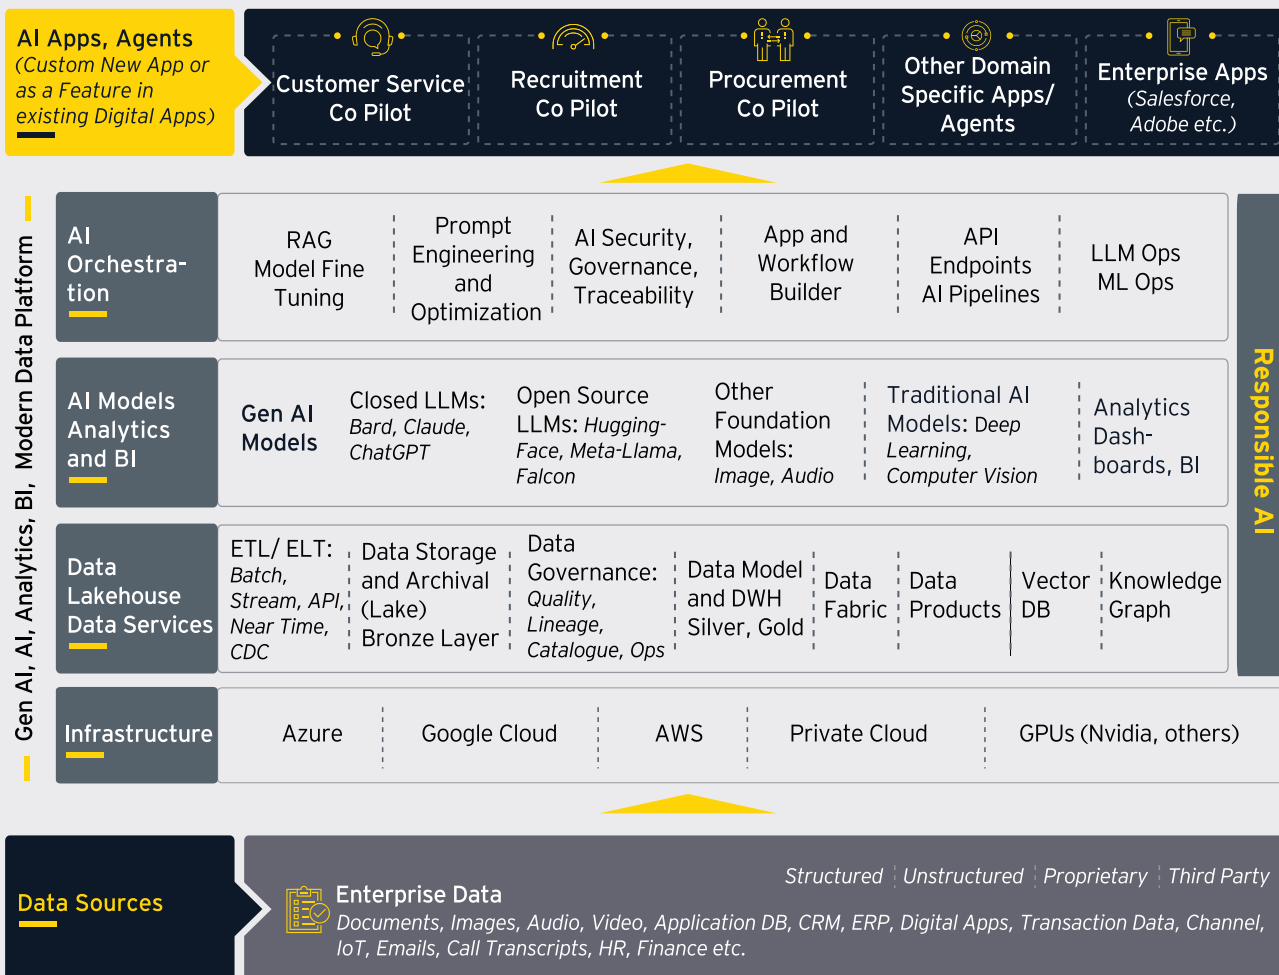 AI Apps, Agents
(Custom New App or
as a Feature in
existing Digital Apps)
Customer Service
Co Pilot
Recruitment
Co Pilot
Procurement
Co Pilot
Other Domain
Specific Apps/
Agents
Enterprise Apps
(Salesforce,
Adobe etc.)
Gen AI, AI, Analytics, BI, Modern Data Platform
AI
Orchestra-
tion
RAG
Model Fine
Tuning
Prompt
Engineering
and
Optimization
AI Security,
Governance,
Traceability
App and
Workflow
Builder
API
Endpoints
AI Pipelines
LLM Ops
ML Ops
Responsible AI
AI Models
Analytics
and BI
Gen AI
Models
Closed LLMs:
Bard, Claude,
ChatGPT
Open Source
LLMs: Hugging-
Face, Meta-Llama,
Falcon
Other
Foundation
Models:
Image, Audio
Traditional AI
Models: Deep
Learning,
Computer Vision
Analytics
Dash-
boards, BI
Data
Lakehouse
Data Services
ETL/ ELT:
Batch,
Stream, API,
Near Time,
CDC
Data Storage
and Archival
(Lake)
Bronze Layer
Data
Governance:
Quality,
Lineage,
Catalogue, Ops
Data Model
and DWH
Silver, Gold
Data
Fabric
Data
Products
Vector
DB
Knowledge
Graph
Infrastructure
Azure
Google Cloud
AWS
Private Cloud
GPUs (Nvidia, others)
Data Sources
Structured
Unstructured
Proprietary
Third Party
Enterprise Data
Documents, Images, Audio, Video, Application DB, CRM, ERP, Digital Apps, Transaction Data, Channel,
IoT, Emails, Call Transcripts, HR, Finance etc.